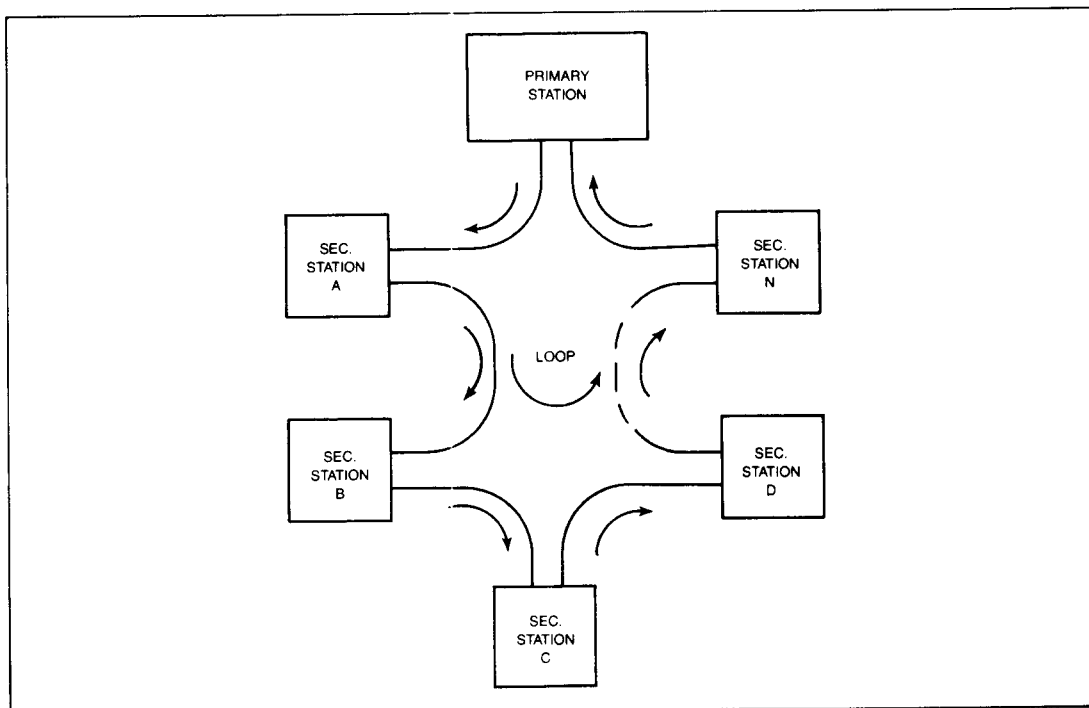 PRIMARY
STATION
SEC.
STATION
A
SEC.
STATION
N
LOOP
SEC.
STATION
B
SEC.
STATION
D
SEC.
STATION
C